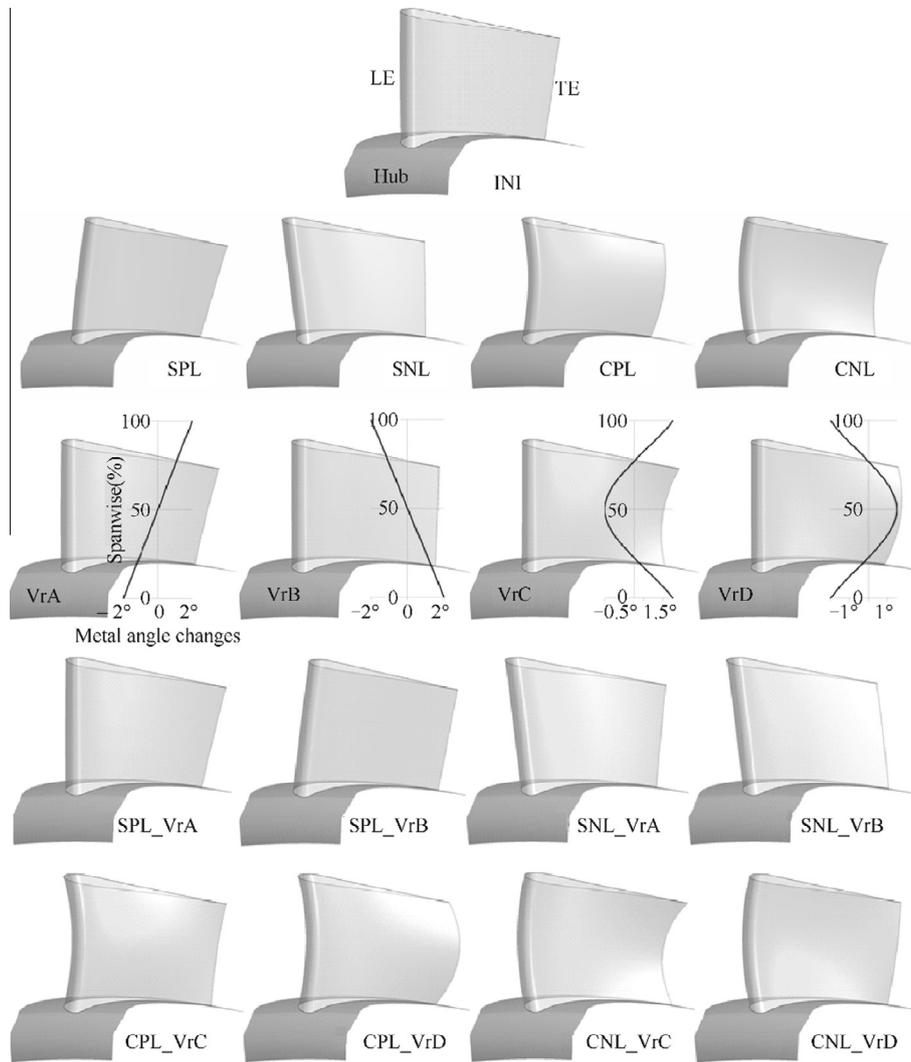 LE
TE
Hub
INI
SPL
SNL
CPL
CNL
100
100
100
100
Spanwise(%)
50
50
50
50
VrA
VrB
VrC
VrD
0
0
0
0
−2° 0 2°
−2° 0 2°
−0.5° 1.5°
−1° 1°
Metal angle changes
SPL_VrA
SPL_VrB
SNL_VrA
SNL_VrB
CPL_VrC
CPL_VrD
CNL_VrC
CNL_VrD